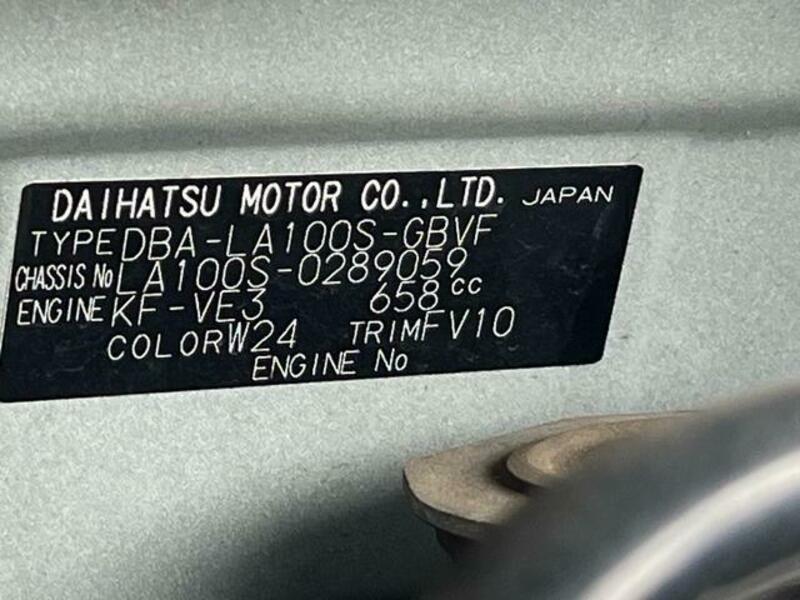 DAIHATSU MOTOR CO.,LTD. JAPAN
TYPE DBA-LA100S-GBVF
CHASSIS No LA100S-0289059
ENGINE KF-VE3 658 cc
COLOR W24 TRIM FV10
ENGINE No